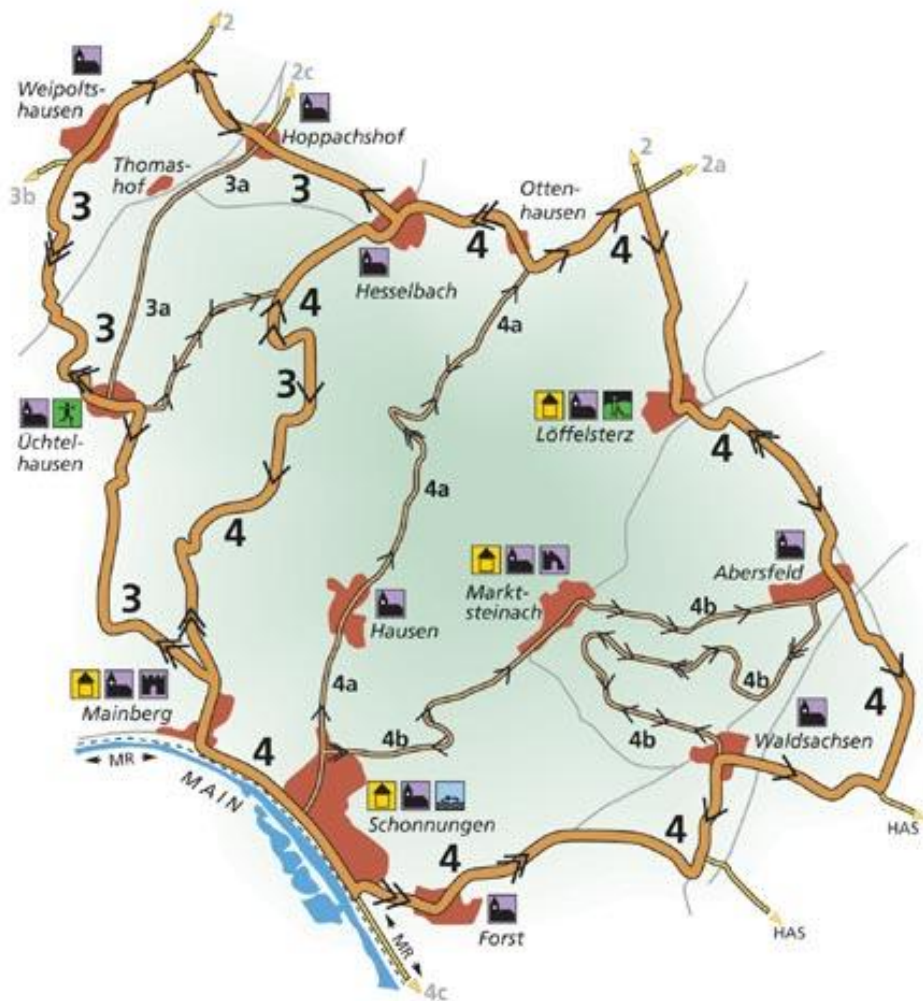 2
Weipolts-
hausen
2c
Hoppachshof
Thomas-
hof
3a
3b
3
3
2
2a
Otten-
hausen
4
4
Hesselbach
3a
4
3
3
4a
Üchtel-
hausen
Löffelsterz
4
4a
4
Markt-
steinach
Abersfeld
3
Hausen
4b
4b
4a
Mainberg
4
4b
4b
4
Waldsachsen
MR
MAIN
Schonnungen
HAS
4
4
Forst
HAS
MR
4c